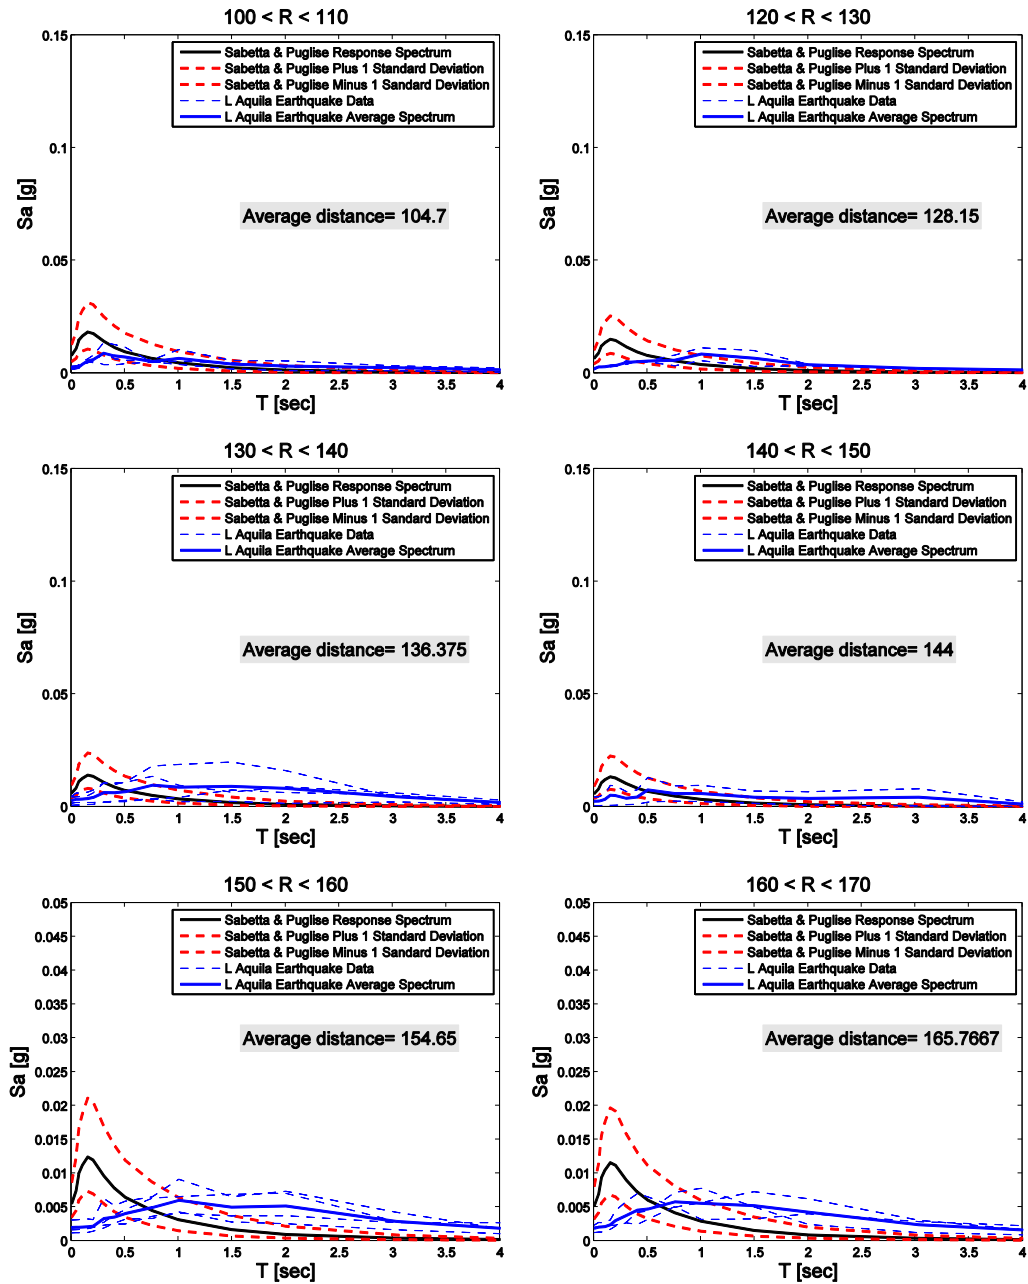 100 < R < 110
0.15
0.1
0.05
0
Sa [g]
Sabetta & Puglise Response Spectrum
Sabetta & Puglise Plus 1 Standard Deviation
Sabetta & Puglise Minus 1 Sandard Deviation
L Aquila Earthquake Data
L Aquila Earthquake Average Spectrum
Average distance= 104.7
0 0.5 1 1.5 2 2.5 3 3.5 4
T [sec]
120 < R < 130
0.15
0.1
0.05
0
Sa [g]
Sabetta & Puglise Response Spectrum
Sabetta & Puglise Plus 1 Standard Deviation
Sabetta & Puglise Minus 1 Sandard Deviation
L Aquila Earthquake Data
L Aquila Earthquake Average Spectrum
Average distance= 128.15
0 0.5 1 1.5 2 2.5 3 3.5 4
T [sec]
130 < R < 140
0.15
0.1
0.05
0
Sa [g]
Sabetta & Puglise Response Spectrum
Sabetta & Puglise Plus 1 Standard Deviation
Sabetta & Puglise Minus 1 Sandard Deviation
L Aquila Earthquake Data
L Aquila Earthquake Average Spectrum
Average distance= 136.375
0 0.5 1 1.5 2 2.5 3 3.5 4
T [sec]
140 < R < 150
0.15
0.1
0.05
0
Sa [g]
Sabetta & Puglise Response Spectrum
Sabetta & Puglise Plus 1 Standard Deviation
Sabetta & Puglise Minus 1 Sandard Deviation
L Aquila Earthquake Data
L Aquila Earthquake Average Spectrum
Average distance= 144
0 0.5 1 1.5 2 2.5 3 3.5 4
T [sec]
150 < R < 160
0.05
0.045
0.04
0.035
0.03
0.025
0.02
0.015
0.01
0.005
0
Sa [g]
Sabetta & Puglise Response Spectrum
Sabetta & Puglise Plus 1 Standard Deviation
Sabetta & Puglise Minus 1 Sandard Deviation
L Aquila Earthquake Data
L Aquila Earthquake Average Spectrum
Average distance= 154.65
0 0.5 1 1.5 2 2.5 3 3.5 4
T [sec]
160 < R < 170
0.05
0.045
0.04
0.035
0.03
0.025
0.02
0.015
0.01
0.005
0
Sa [g]
Sabetta & Puglise Response Spectrum
Sabetta & Puglise Plus 1 Standard Deviation
Sabetta & Puglise Minus 1 Sandard Deviation
L Aquila Earthquake Data
L Aquila Earthquake Average Spectrum
Average distance= 165.7667
0 0.5 1 1.5 2 2.5 3 3.5 4
T [sec]